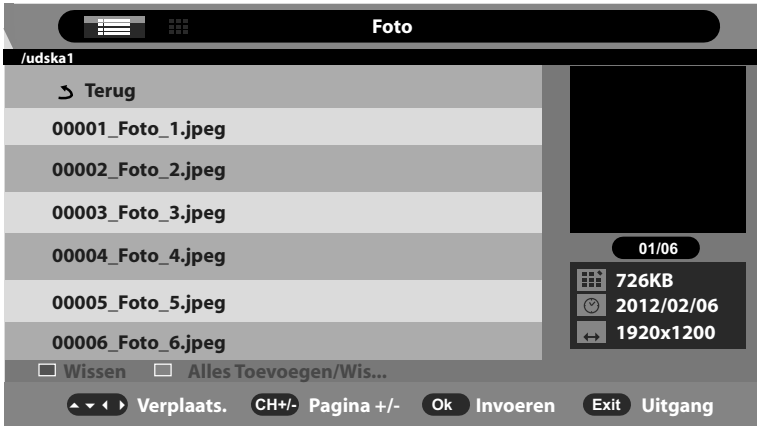 Foto
/udska1
Terug
00001_Foto_1.jpeg
00002_Foto_2.jpeg
00003_Foto_3.jpeg
00004_Foto_4.jpeg
00005_Foto_5.jpeg
00006_Foto_6.jpeg
01/06
726KB
2012/02/06
1920x1200
Wissen Alles Toevoegen/Wis...
Verplaats. CH+/- Pagina +/- Ok Invoeren Exit Uitgang